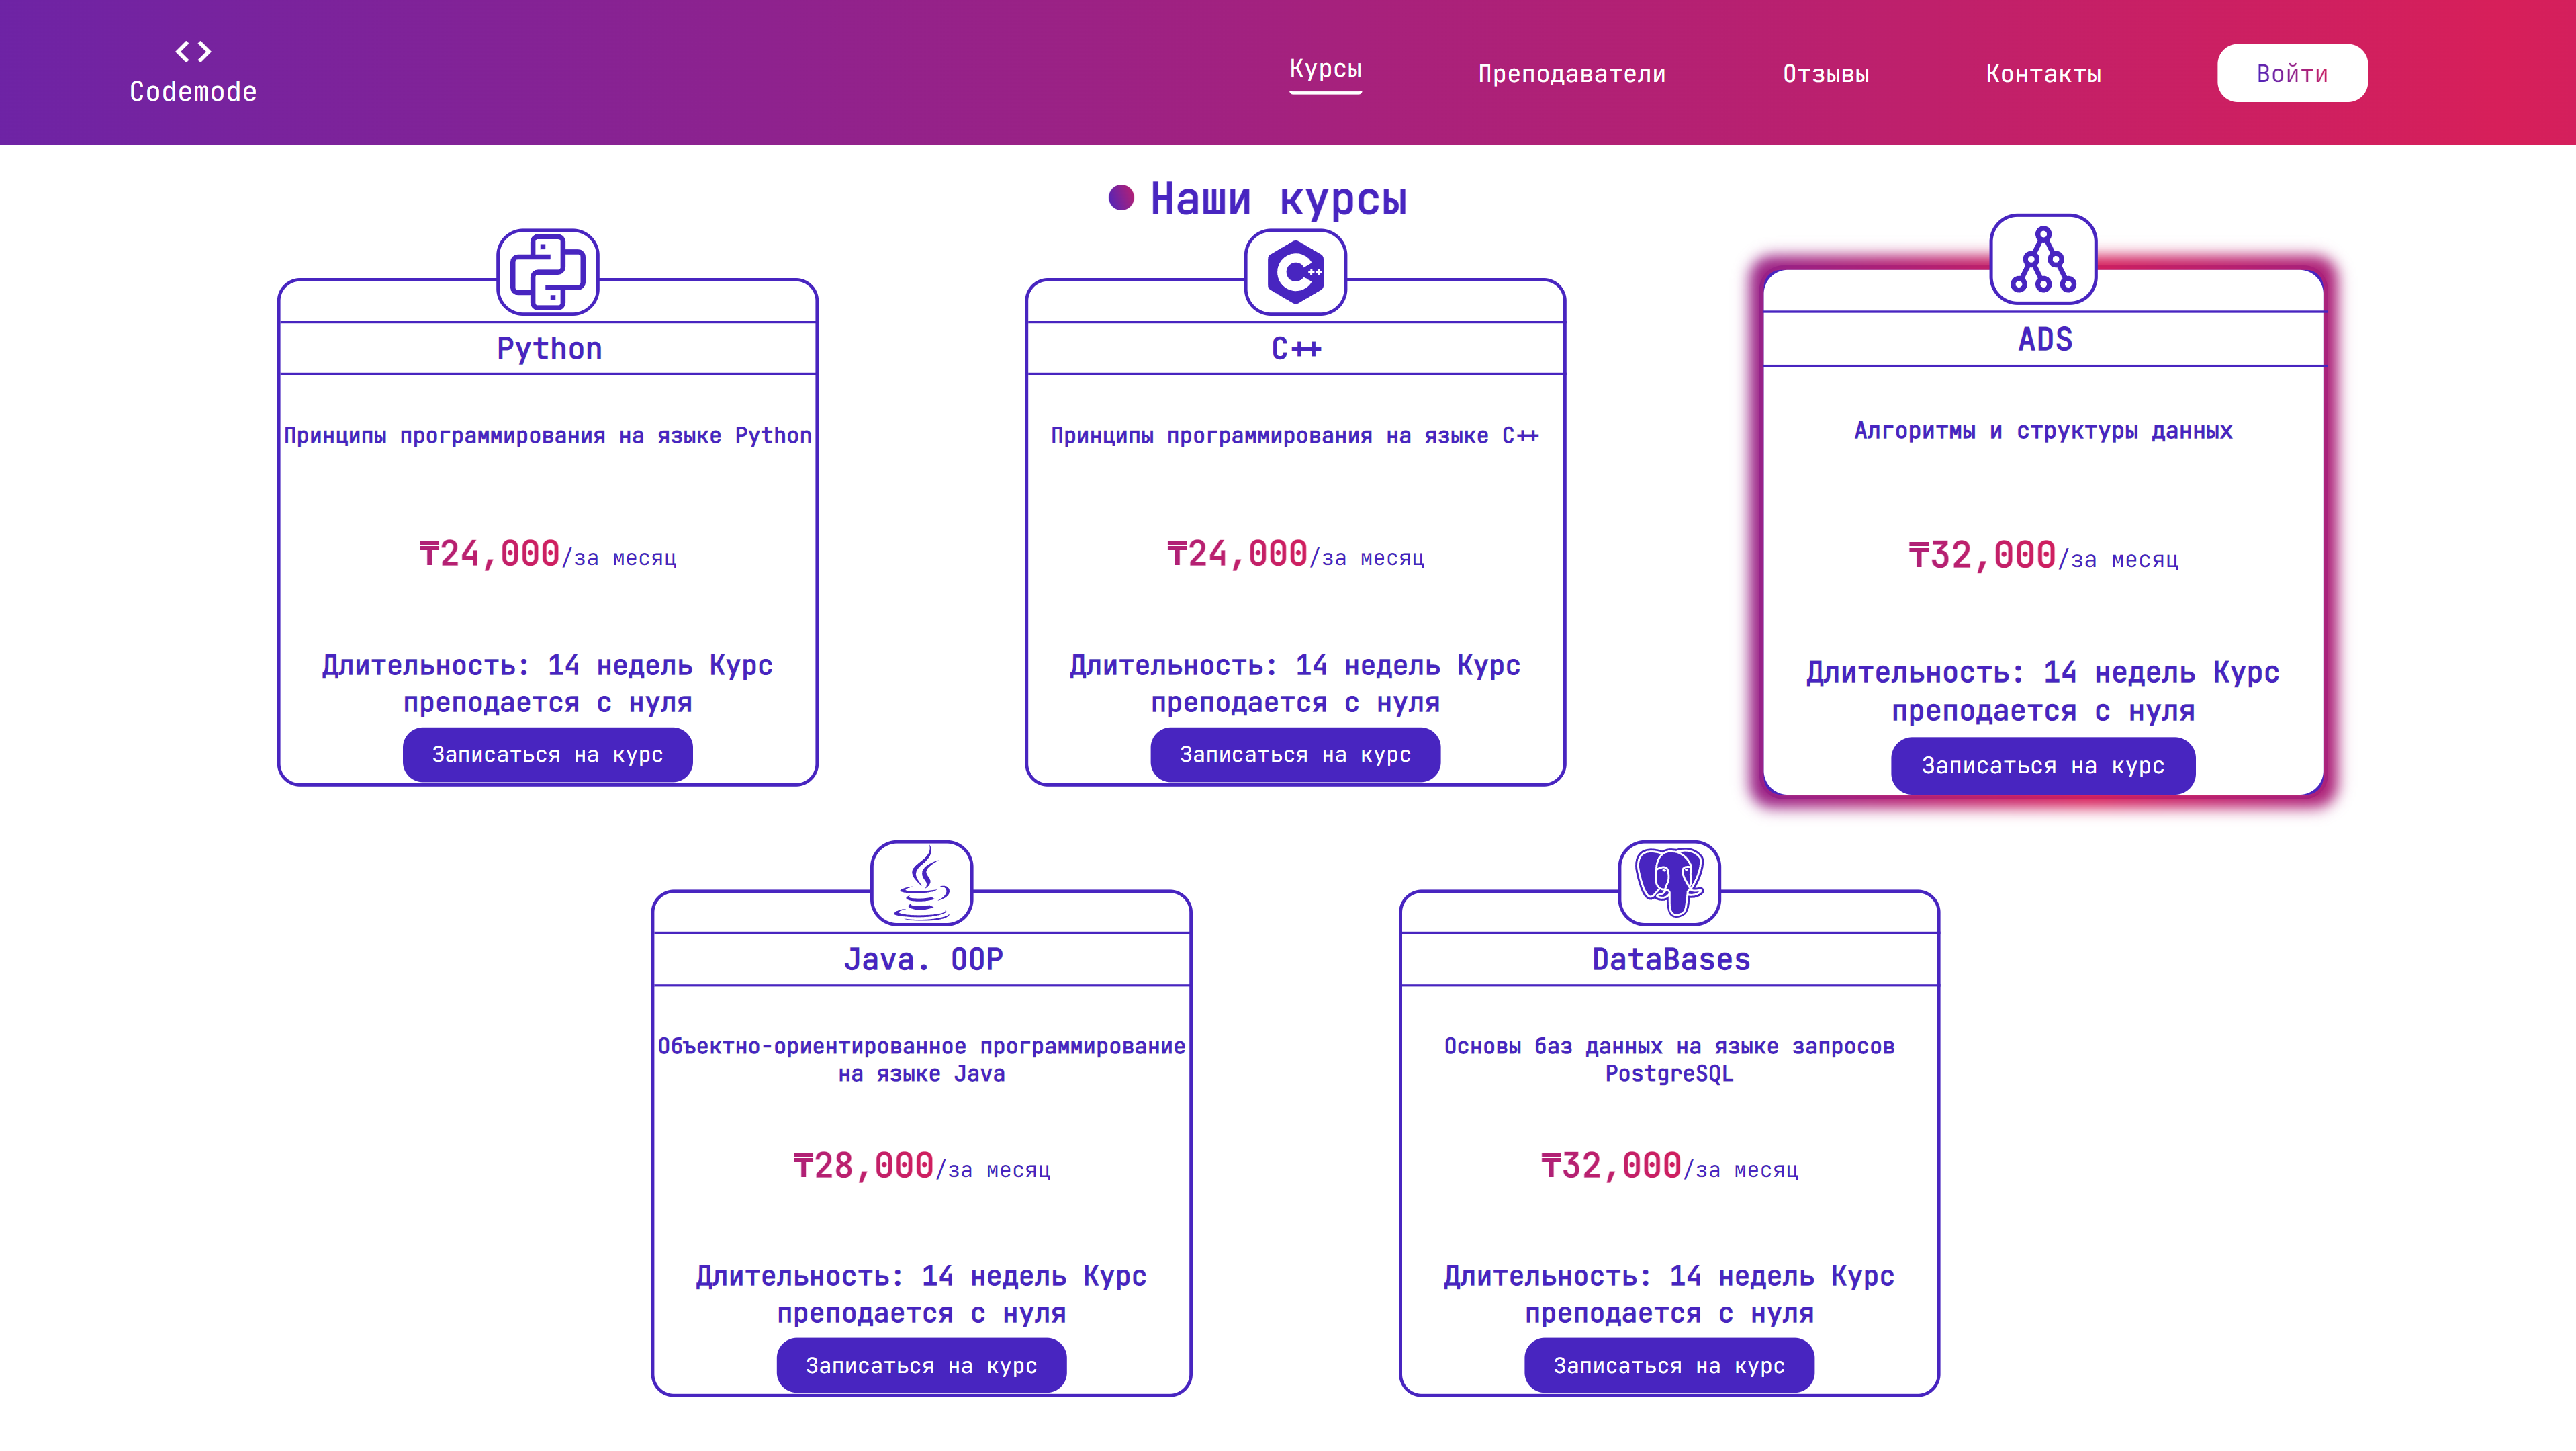 Codemode
Курсы
Преподаватели
Отзывы
Контакты
Войти
Наши курсы
Python
Принципы программирования на языке Python
₸24,000/за месяц
Длительность: 14 недель Курс
преподается с нуля
Записаться на курс
C++
Принципы программирования на языке C++
₸24,000/за месяц
Длительность: 14 недель Курс
преподается с нуля
Записаться на курс
ADS
Алгоритмы и структуры данных
₸32,000/за месяц
Длительность: 14 недель Курс
преподается с нуля
Записаться на курс
Java. OOP
Объектно-ориентированное программирование
на языке Java
₸28,000/за месяц
Длительность: 14 недель Курс
преподается с нуля
Записаться на курс
DataBases
Основы баз данных на языке запросов
PostgreSQL
₸32,000/за месяц
Длительность: 14 недель Курс
преподается с нуля
Записаться на курс